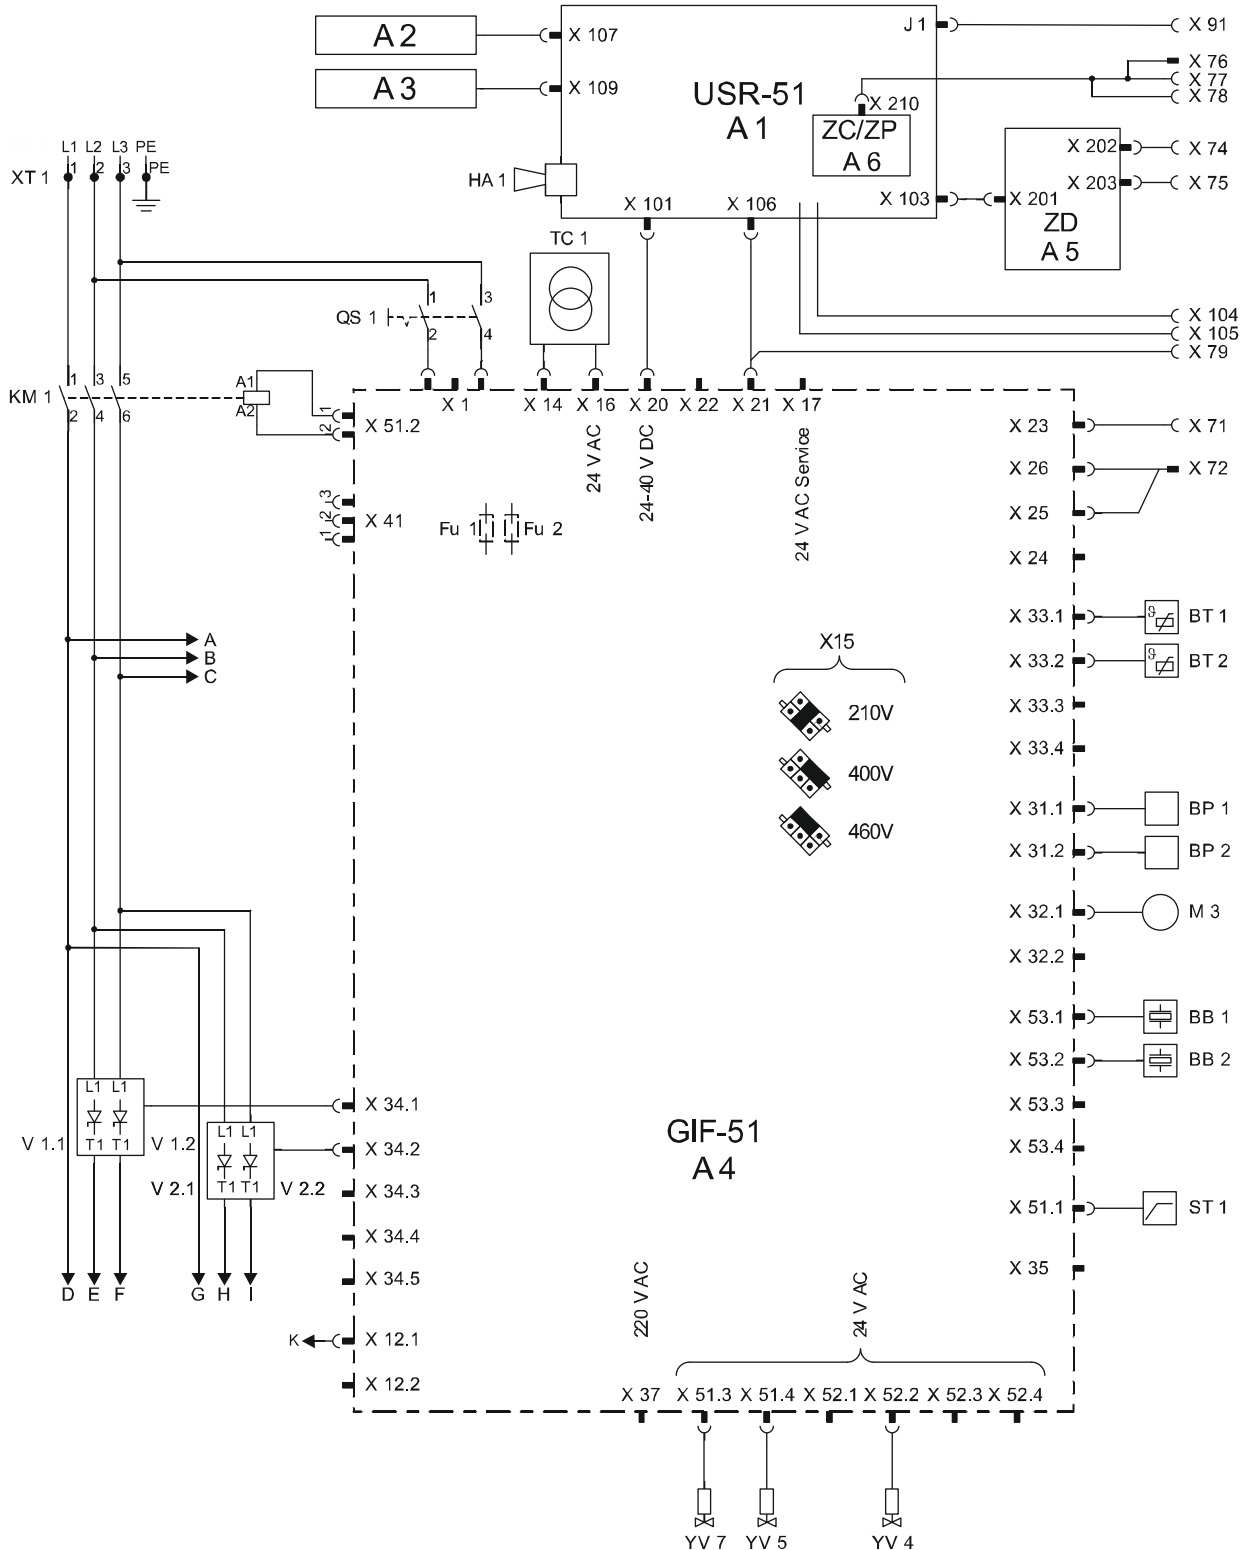 A 2
X 107
J 1
X 91
A 3
X 109
USR-51
A 1
X 210
X 76
X 77
X 78
ZC/ZP
A 6
L1 L2 L3 PE
XT 1
1 2 3 PE
HA 1
X 101
X 106
X 103
X 202
X 74
X 203
X 75
X 201
ZD
A 5
TC 1
1 3
QS 1
2 4
X 104
X 105
X 79
KM 1
1 3 5
2 4 6
A1
A2
1
2
X 51.2
X 1
X 14
X 16
X 20
X 22
X 21
X 17
24 V AC
24-40 V DC
24 V AC Service
X 23
X 71
X 26
X 72
X 25
X 24
3
2
1
X 41
Fu 1
Fu 2
A
B
C
X15
210V
400V
460V
X 33.1
BT 1
X 33.2
BT 2
X 33.3
X 33.4
X 31.1
BP 1
X 31.2
BP 2
X 32.1
M 3
X 32.2
X 53.1
BB 1
X 53.2
BB 2
X 53.3
X 53.4
X 51.1
ST 1
X 35
L1 L1
T1 T1
V 1.1
V 1.2
L1 L1
T1 T1
V 2.1
V 2.2
X 34.1
X 34.2
X 34.3
X 34.4
X 34.5
GIF-51
A 4
D E F G H I
K
X 12.1
X 12.2
220 V AC
24 V AC
X 37
X 51.3
X 51.4
X 52.1
X 52.2
X 52.3
X 52.4
YV 7
YV 5
YV 4